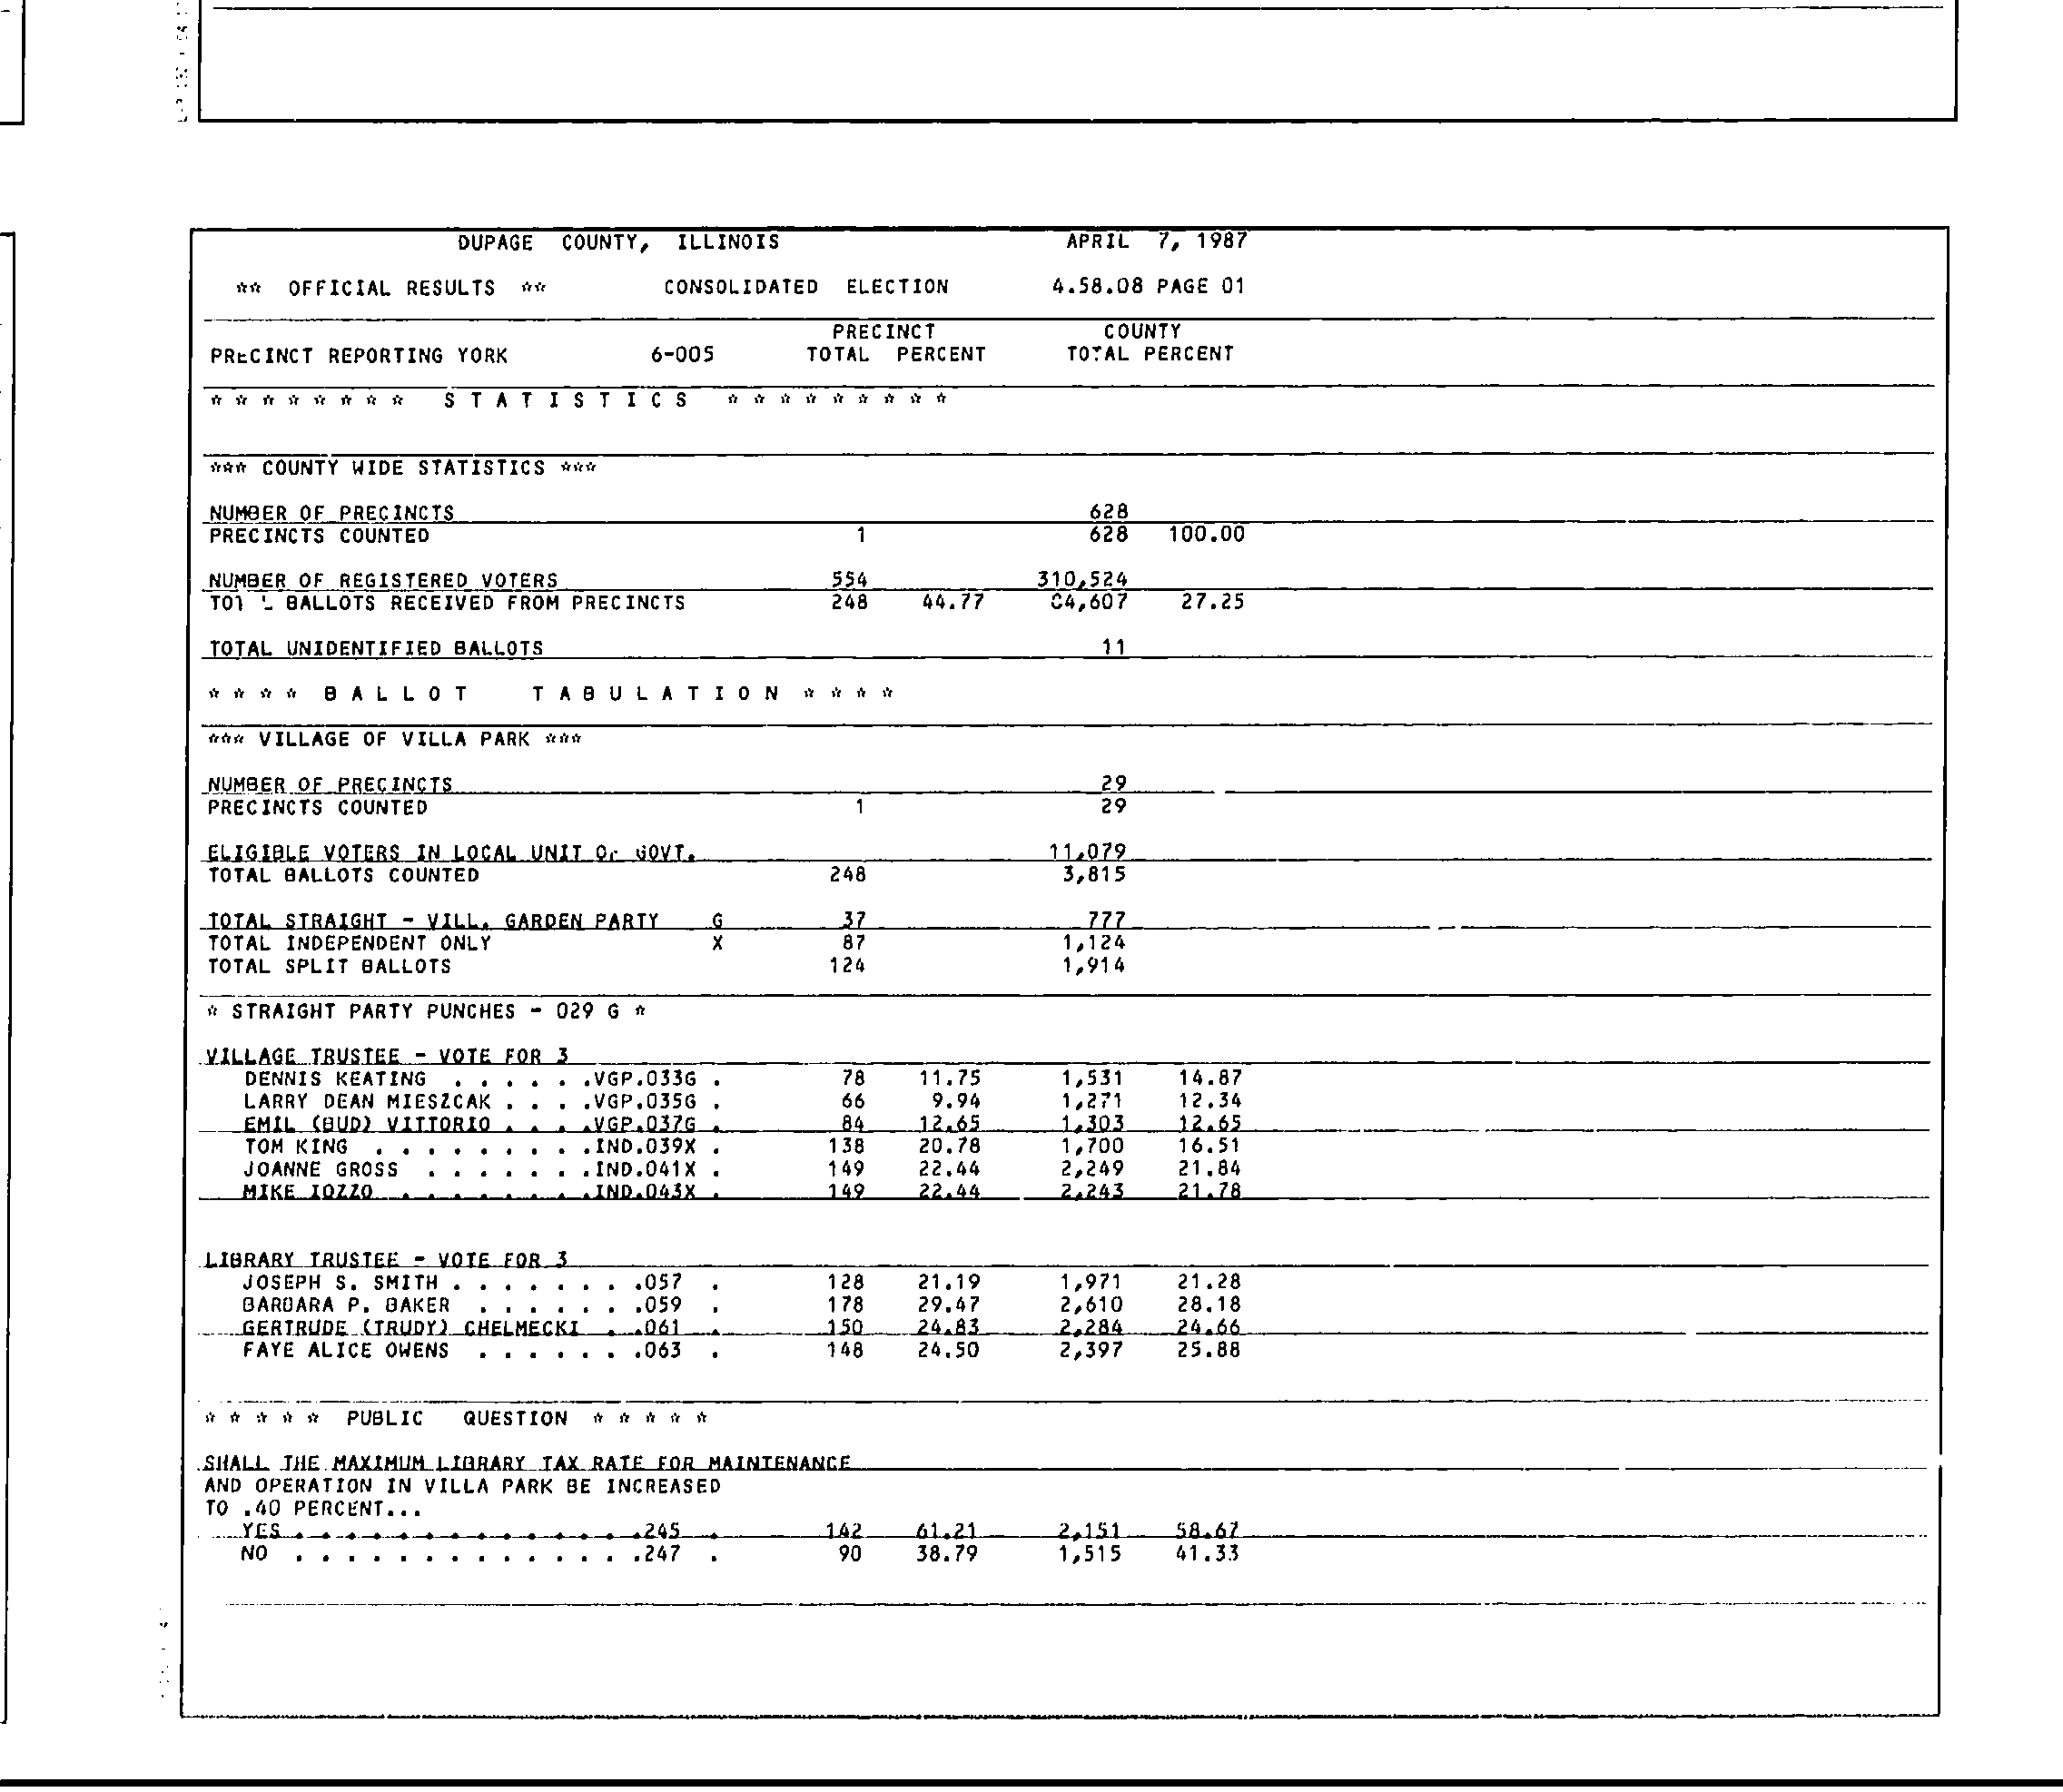 DUPAGE COUNTY, ILLINOIS APRIL 7, 1987
** OFFICIAL RESULTS ** CONSOLIDATED ELECTION 4.58.08 PAGE 01
PRECINCT COUNTY
PRECINCT REPORTING YORK 6-005 TOTAL PERCENT TOTAL PERCENT
* * * * * * * * S T A T I S T I C S * * * * * * * * *
*** COUNTY WIDE STATISTICS ***
NUMBER OF PRECINCTS 628
PRECINCTS COUNTED 1 628 100.00
NUMBER OF REGISTERED VOTERS 554 310,524
BALLOTS RECEIVED FROM PRECINCTS 248 44.77 27.25
TOTAL UNIDENTIFIED BALLOTS 11
* * * * B A L L O T T A B U L A T I O N * * * *
*** VILLAGE OF VILLA PARK ***
NUMBER OF PRECINCTS 29
PRECINCTS COUNTED 1 29
ELIGIBLE VOTERS IN LOCAL UNIT OF GOVT. 11,079
TOTAL BALLOTS COUNTED 248 3,815
TOTAL STRAIGHT - VILL. GARDEN PARTY G 37 777
TOTAL INDEPENDENT ONLY X 87 1,124
TOTAL SPLIT BALLOTS 124 1,914
* STRAIGHT PARTY PUNCHES - 029 G *
VILLAGE TRUSTEE - VOTE FOR 3
DENNIS KEATING . . . . . .VGP.033G . 78 11.75 1,531 14.87
LARRY DEAN MIESZCAK . . . .VGP.035G . 66 9.94 1,271 12.34
EMIL (BUD) VITTORIO . . . .VGP.037G . 84 12.65 1,303 12.65
TOM KING . . . . . . . . .IND.039X . 138 20.78 1,700 16.51
JOANNE GROSS . . . . . . .IND.041X . 149 22.44 2,249 21.84
MIKE IOZZO . . . . . . . .IND.043X . 149 22.44 2,243 21.78
LIBRARY TRUSTEE - VOTE FOR 3
JOSEPH S. SMITH . . . . . . . .057 . 128 21.19 1,971 21.28
BARBARA P. BAKER . . . . . . .059 . 178 29.47 2,610 28.18
GERTRUDE (TRUDY) CHELMECKI . .061 . 150 24.83 2,284 24.66
FAYE ALICE OWENS . . . . . . .063 . 148 24.50 2,397 25.88
* * * * * PUBLIC QUESTION * * * * *
SHALL THE MAXIMUM LIBRARY TAX RATE FOR MAINTENANCE
AND OPERATION IN VILLA PARK BE INCREASED
TO .40 PERCENT...
YES . . . . . . . . . . . . . .245 . 142 61.21 2,151 58.67
NO . . . . . . . . . . . . . .247 . 90 38.79 1,515 41.33